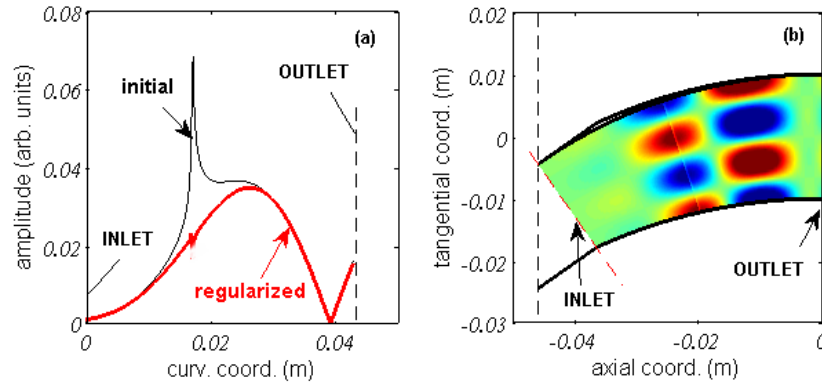 (a)
initial
OUTLET
INLET
regularized
amplitude (arb. units)
0.08
0.06
0.04
0.02
0
0
0.02
0.04
curv. coord. (m)
(b)
INLET
OUTLET
tangential coord. (m)
0.02
0.01
0
-0.01
-0.02
-0.03
-0.04
-0.02
0
axial coord. (m)